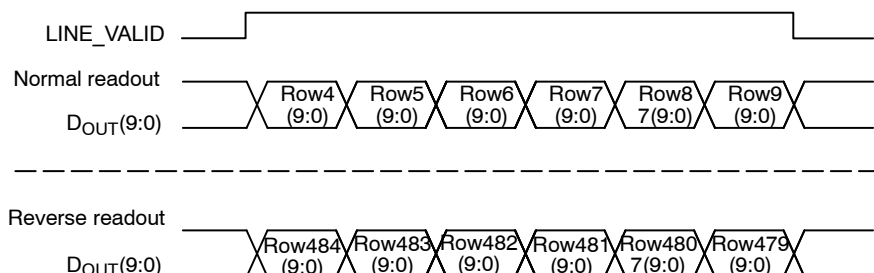 LINE_VALID
Normal readout
Row4 Row5 Row6 Row7 Row8 Row9
D_OUT(9:0) (9:0) (9:0) (9:0) (9:0) 7(9:0) (9:0)
Reverse readout
Row484 Row483 Row482 Row481 Row480 Row479
D_OUT(9:0) (9:0) (9:0) (9:0) (9:0) 7(9:0) (9:0)